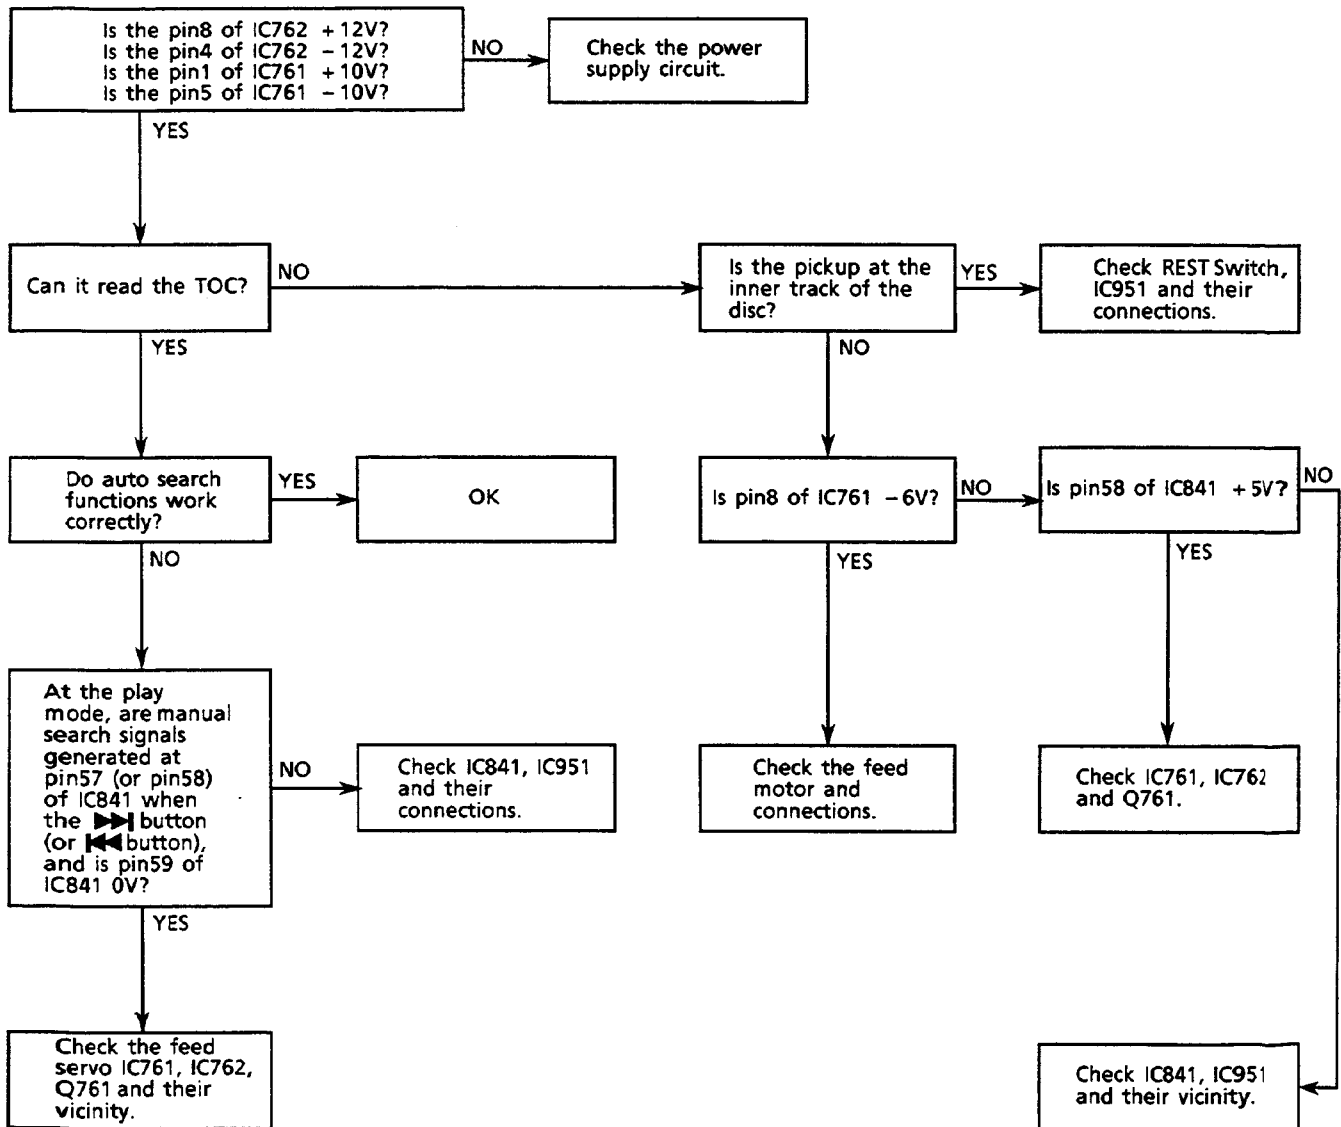 Is the pin8 of IC762 +12V?
Is the pin4 of IC762 −12V?
Is the pin1 of IC761 +10V?
Is the pin5 of IC761 −10V?
NO
Check the power
supply circuit.
YES
Can it read the TOC?
NO
Is the pickup at the
inner track of the
disc?
YES
Check REST Switch,
IC951 and their
connections.
YES
NO
Do auto search
functions work
correctly?
YES
OK
Is pin8 of IC761 −6V?
NO
Is pin58 of IC841 +5V?
NO
NO
YES
YES
At the play
mode, are manual
search signals
generated at
pin57 (or pin58)
of IC841 when
the ▶▶| button
(or |◀◀ button),
and is pin59 of
IC841 0V?
NO
Check IC841, IC951
and their
connections.
Check the feed
motor and
connections.
Check IC761, IC762
and Q761.
YES
Check the feed
servo IC761, IC762,
Q761 and their
vicinity.
Check IC841, IC951
and their vicinity.